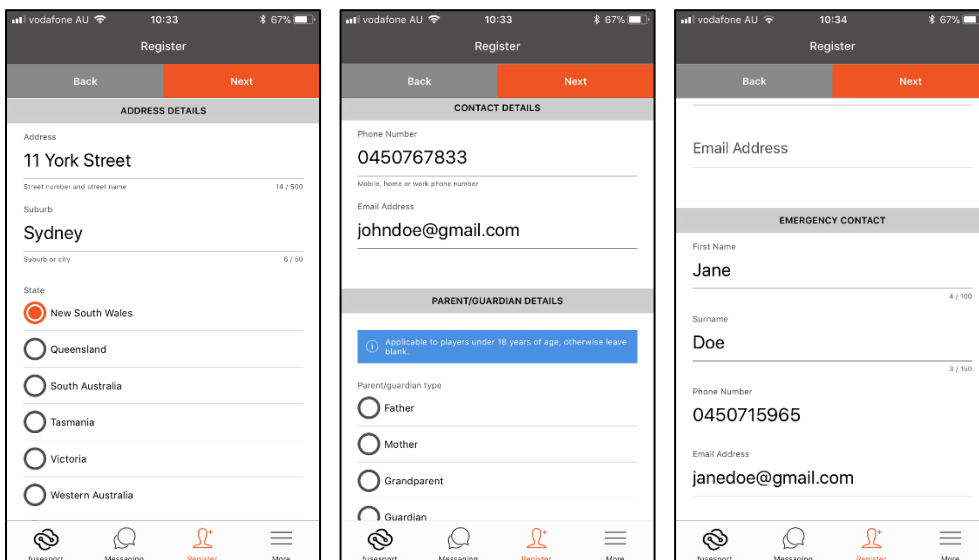 vodafone AU 10:33 67%
Register
Back Next
ADDRESS DETAILS
Address
11 York Street
Street number and street name 14 / 500
Suburb
Sydney
Suburb or city 6 / 50
State
New South Wales
Queensland
South Australia
Tasmania
Victoria
Western Australia
fusesport Messaging Register More
vodafone AU 10:33 67%
Register
Back Next
CONTACT DETAILS
Phone Number
0450767833
Mobile, home or work phone number
Email Address
johndoe@gmail.com
PARENT/GUARDIAN DETAILS
Applicable to players under 18 years of age, otherwise leave
blank.
Parent/guardian type
Father
Mother
Grandparent
Guardian
fusesport Messaging Register More
vodafone AU 10:34 67%
Register
Back Next
Email Address
EMERGENCY CONTACT
First Name
Jane
4 / 100
Surname
Doe
3 / 150
Phone Number
0450715965
Email Address
janedoe@gmail.com
fusesport Messaging Register More